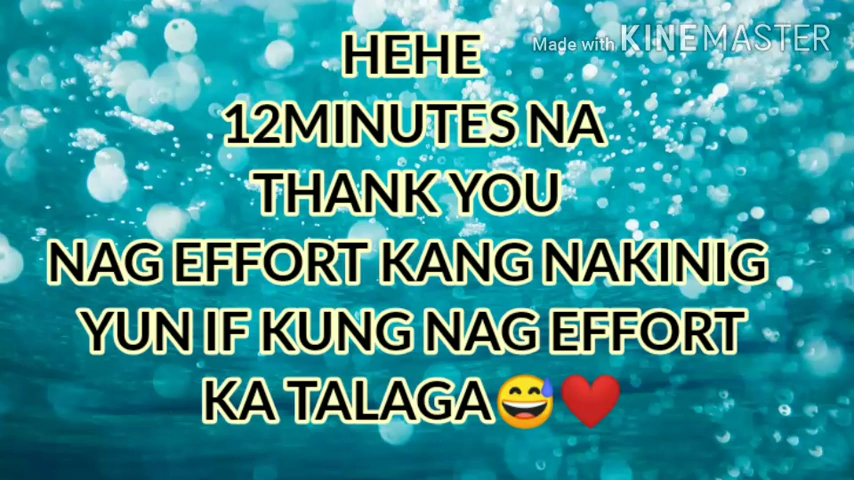 Made with KINEMASTER
HEHE
12MINUTES NA
THANK YOU
NAG EFFORT KANG NAKINIG
YUN IF KUNG NAG EFFORT
KA TALAGA😅❤️